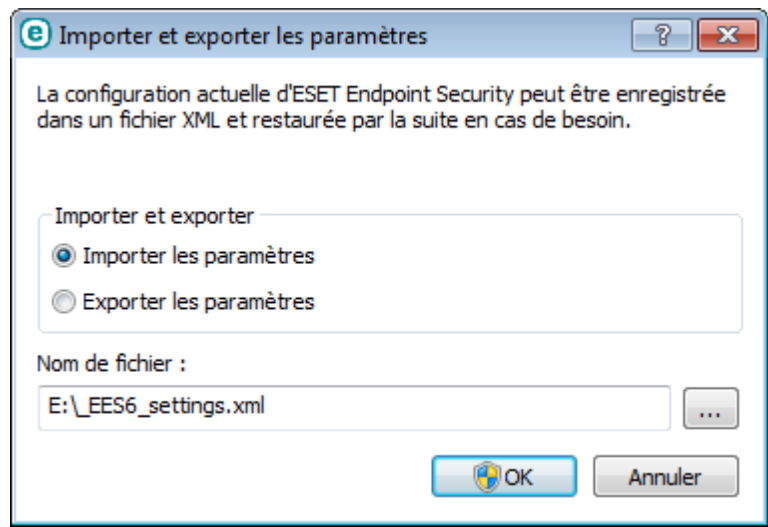 e Importer et exporter les paramètres ?
La configuration actuelle d'ESET Endpoint Security peut être enregistrée
dans un fichier XML et restaurée par la suite en cas de besoin.
Importer et exporter
Importer les paramètres
Exporter les paramètres
Nom de fichier :
E:\_EES6_settings.xml
...
OK Annuler